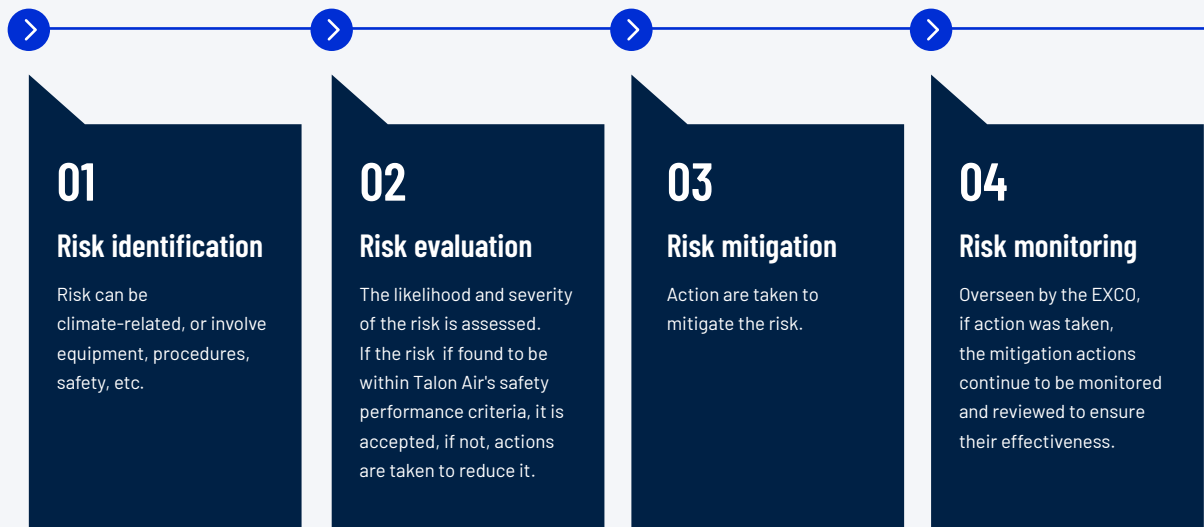 01
Risk identification
Risk can be
climate-related, or involve
equipment, procedures,
safety, etc.
02
Risk evaluation
The likelihood and severity
of the risk is assessed.
If the risk  if found to be
within Talon Air's safety
performance criteria, it is
accepted, if not, actions
are taken to reduce it.
03
Risk mitigation
Action are taken to
mitigate the risk.
04
Risk monitoring
Overseen by the EXCO,
if action was taken,
the mitigation actions
continue to be monitored
and reviewed to ensure
their effectiveness.